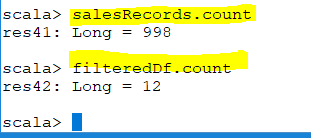 scala> salesRecords.count
res41: Long = 998
scala> filteredDf.count
res42: Long = 12
scala>